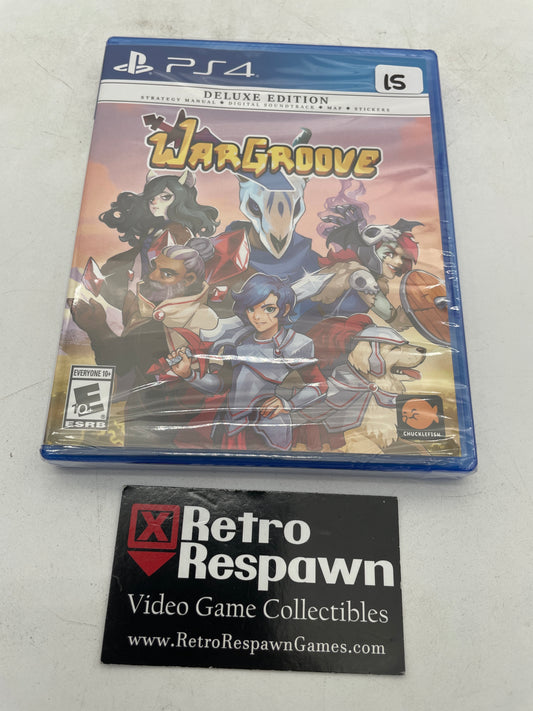 PS4
15
DELUXE EDITION
STRATEGY MANUAL ◆ DIGITAL SOUNDTRACK ◆ MAP ◆ STICKERS
WARGROOVE
EVERYONE 10+
E
10+
ESRB
CHUCKLEFISH
Retro
Respawn
Video Game Collectibles
www.RetroRespawnGames.com